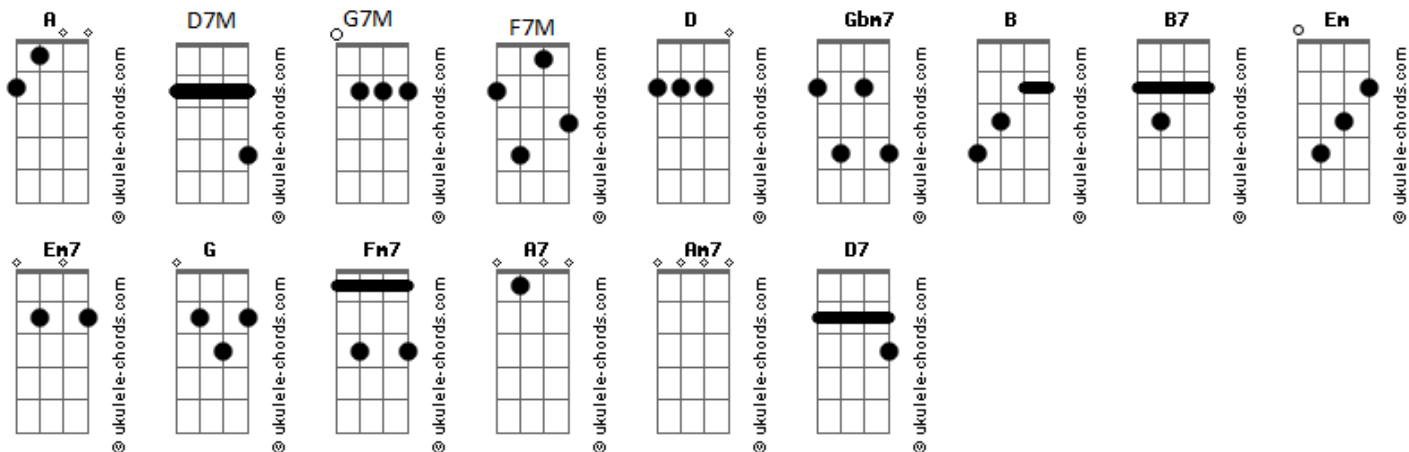 A D7M G7M F7M D Gbm7 B B7 Em
© ukulele-chords.com © ukulele-chords.com © ukulele-chords.com © ukulele-chords.com © ukulele-chords.com © ukulele-chords.com © ukulele-chords.com © ukulele-chords.com © ukulele-chords.com
Em7 G Fm7 A7 Am7 D7
© ukulele-chords.com © ukulele-chords.com © ukulele-chords.com © ukulele-chords.com © ukulele-chords.com © ukulele-chords.com